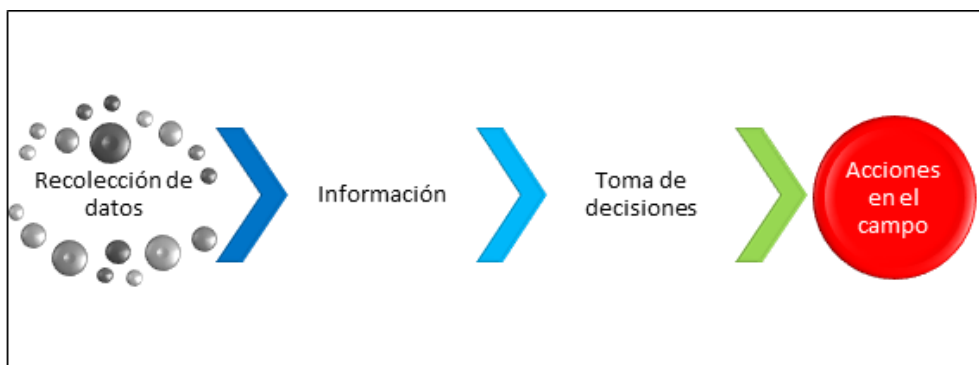 Recolección de
datos
Información
Toma de
decisiones
Acciones
en el
campo